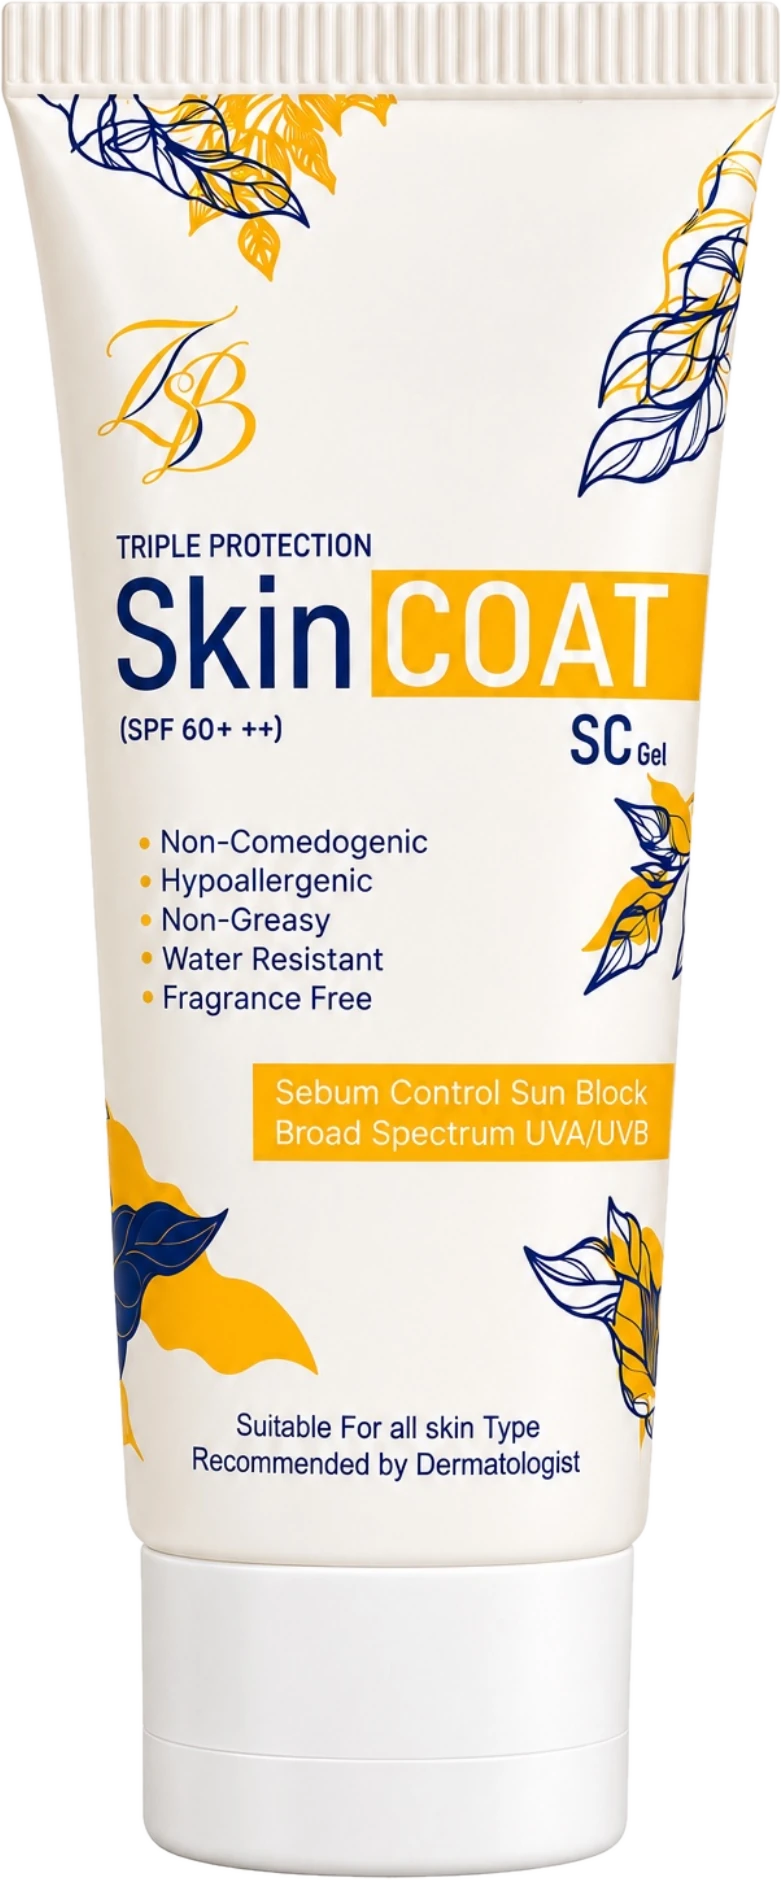 ZSB
TRIPLE PROTECTION
Skin COAT
(SPF 60+ ++)
SC Gel
• Non-Comedogenic
• Hypoallergenic
• Non-Greasy
• Water Resistant
• Fragrance Free
Sebum Control Sun Block
Broad Spectrum UVA/UVB
Suitable For all skin Type
Recommended by Dermatologist